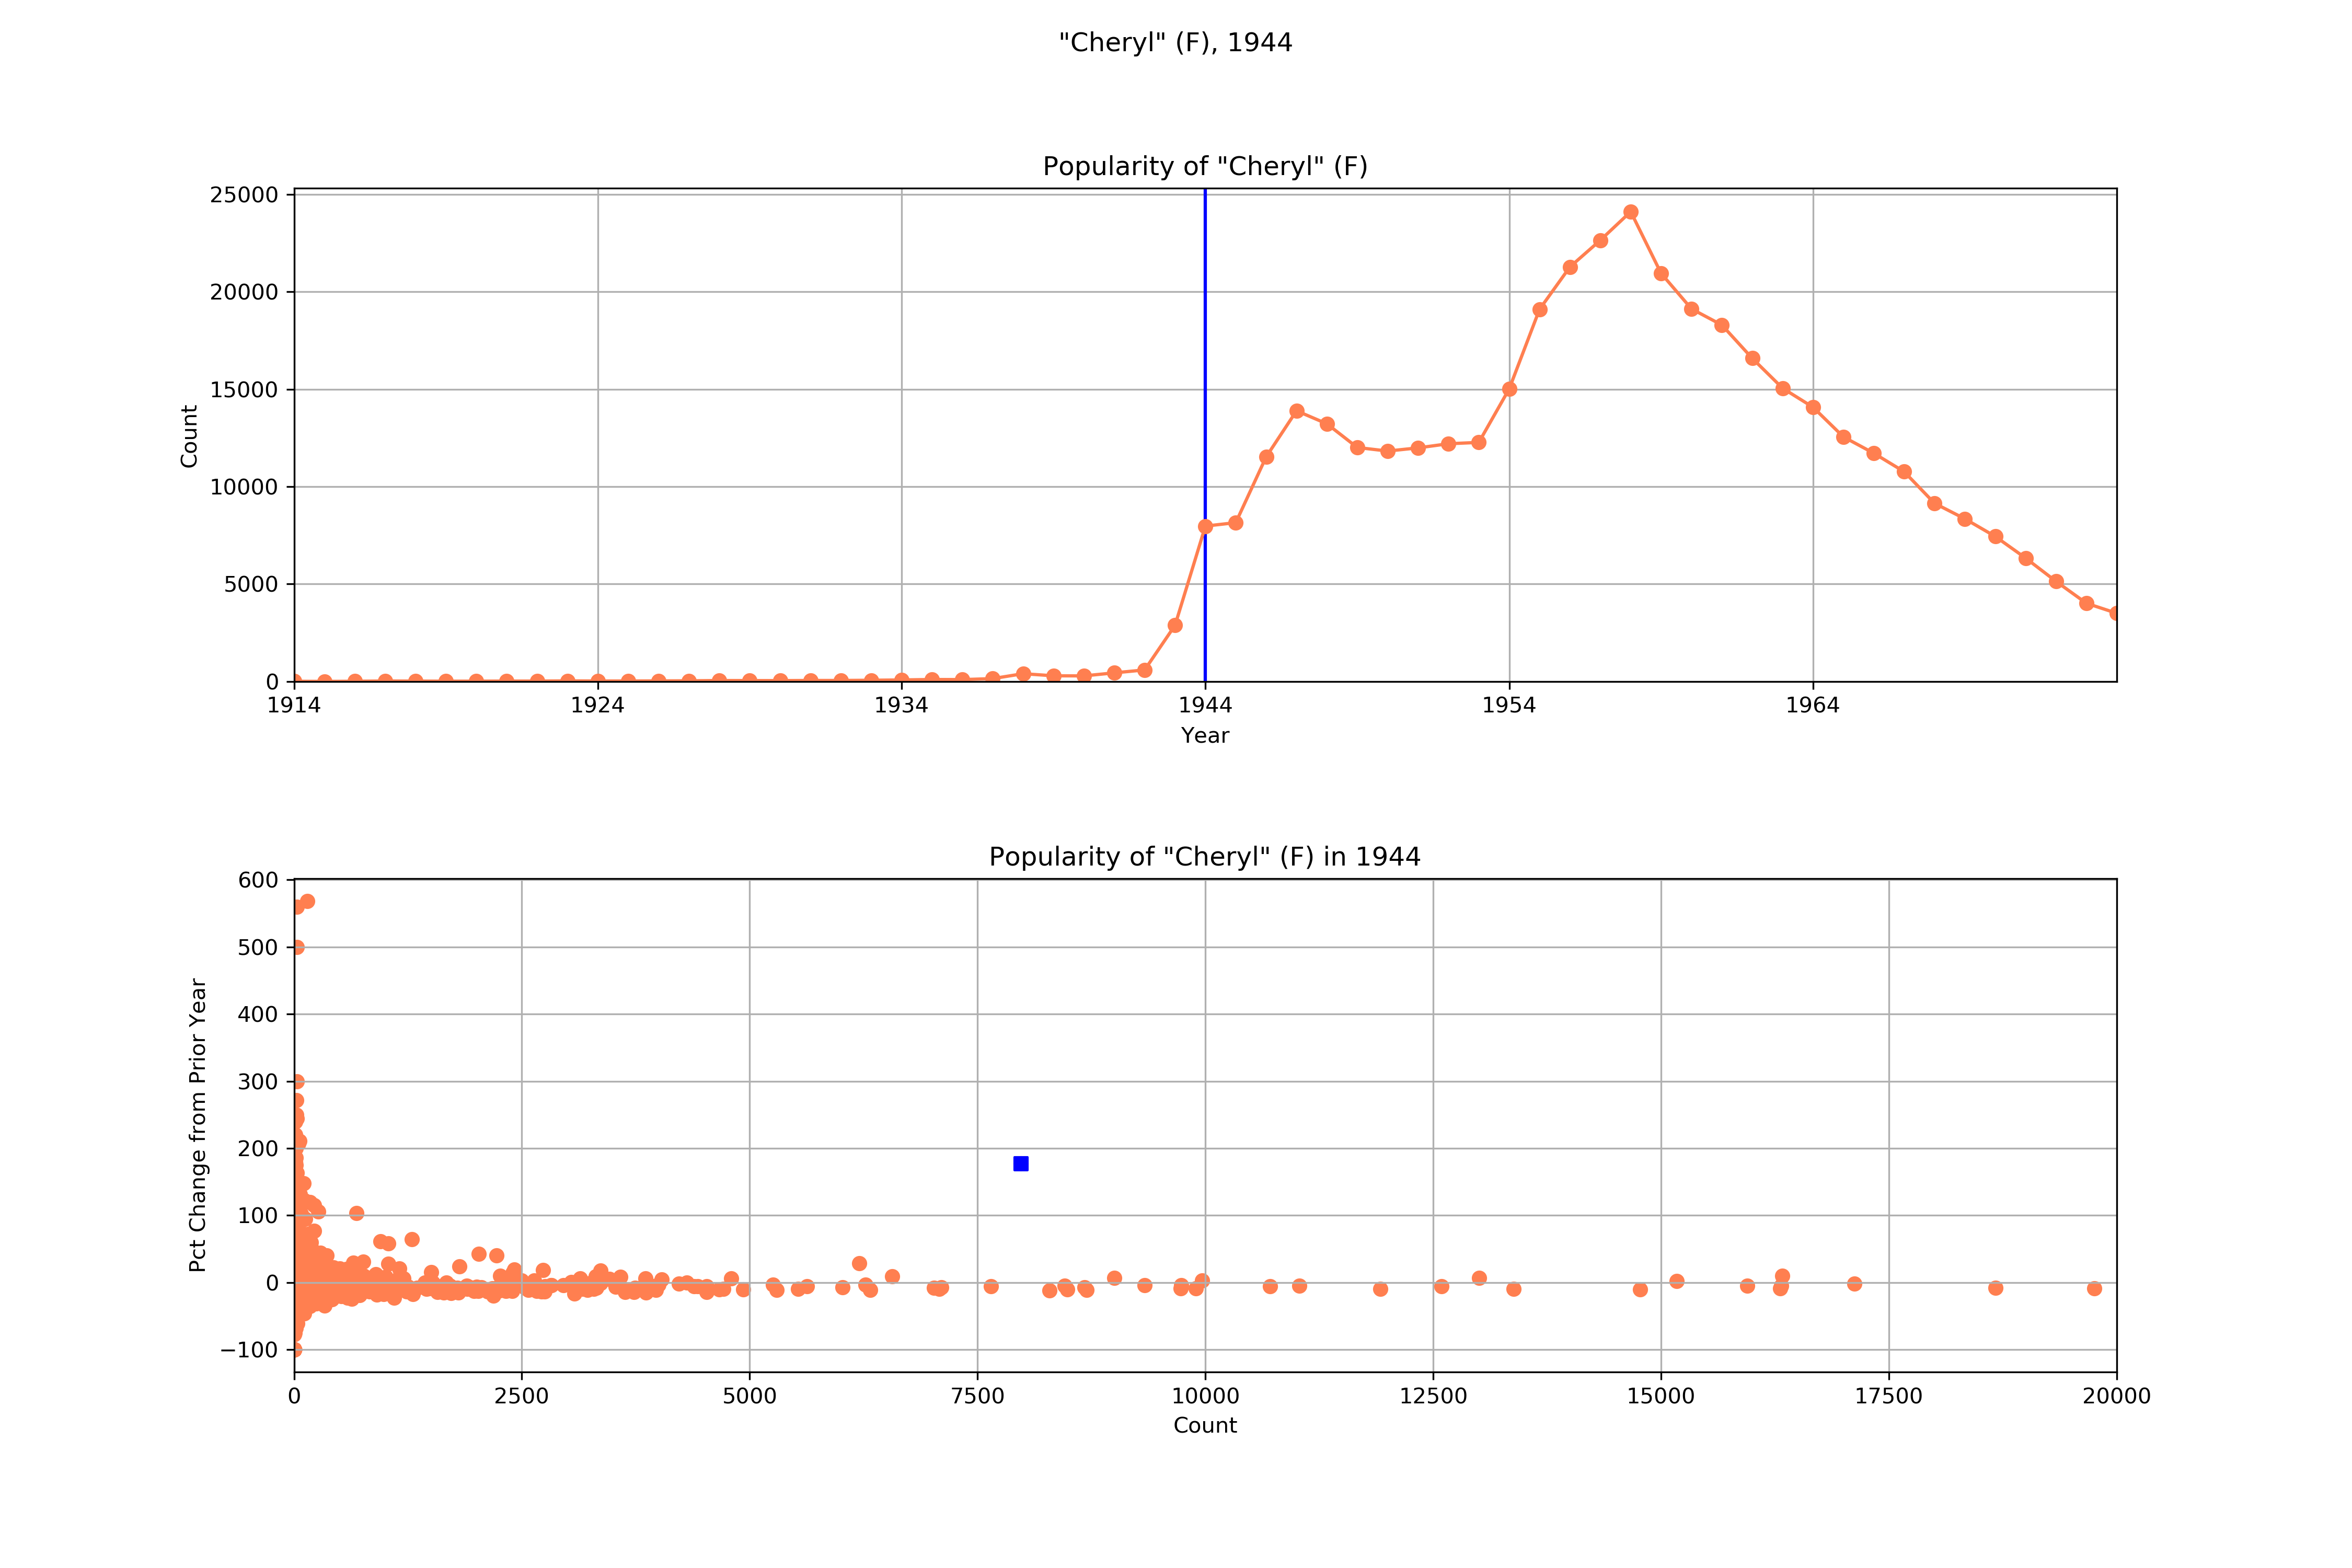 "Cheryl" (F), 1944
Popularity of "Cheryl" (F)
25000
20000
15000
10000
5000
0
Count
1914 1924 1934 1944 1954 1964
Year
Popularity of "Cheryl" (F) in 1944
600
500
400
300
200
100
0
−100
Pct Change from Prior Year
0 2500 5000 7500 10000 12500 15000 17500 20000
Count